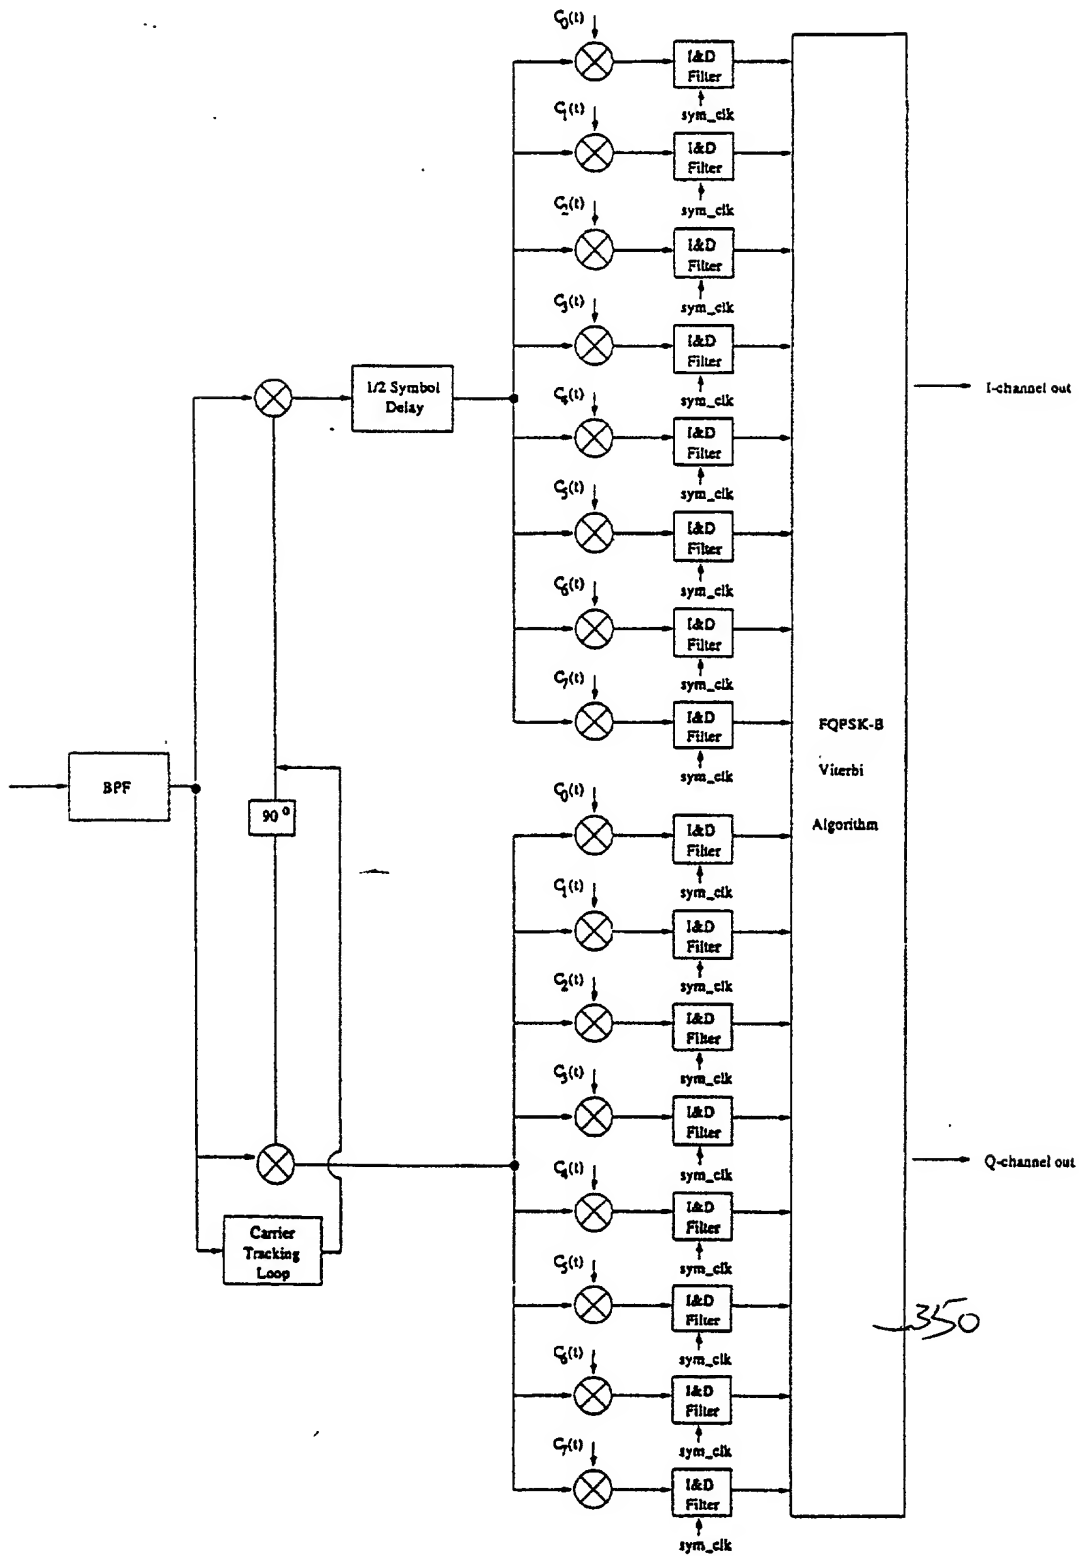 C0(t)
I&D
Filter
sym_clk
C1(t)
I&D
Filter
sym_clk
C2(t)
I&D
Filter
sym_clk
C3(t)
I&D
Filter
sym_clk
1/2 Symbol
Delay
C4(t)
I&D
Filter
sym_clk
I-channel out
C5(t)
I&D
Filter
sym_clk
C6(t)
I&D
Filter
sym_clk
C7(t)
I&D
Filter
sym_clk
FQPSK-B
Viterbi
Algorithm
BPF
90°
C0(t)
I&D
Filter
sym_clk
C1(t)
I&D
Filter
sym_clk
C2(t)
I&D
Filter
sym_clk
C3(t)
I&D
Filter
sym_clk
Q-channel out
C4(t)
I&D
Filter
sym_clk
Carrier
Tracking
Loop
C5(t)
I&D
Filter
sym_clk
350
C6(t)
I&D
Filter
sym_clk
C7(t)
I&D
Filter
sym_clk